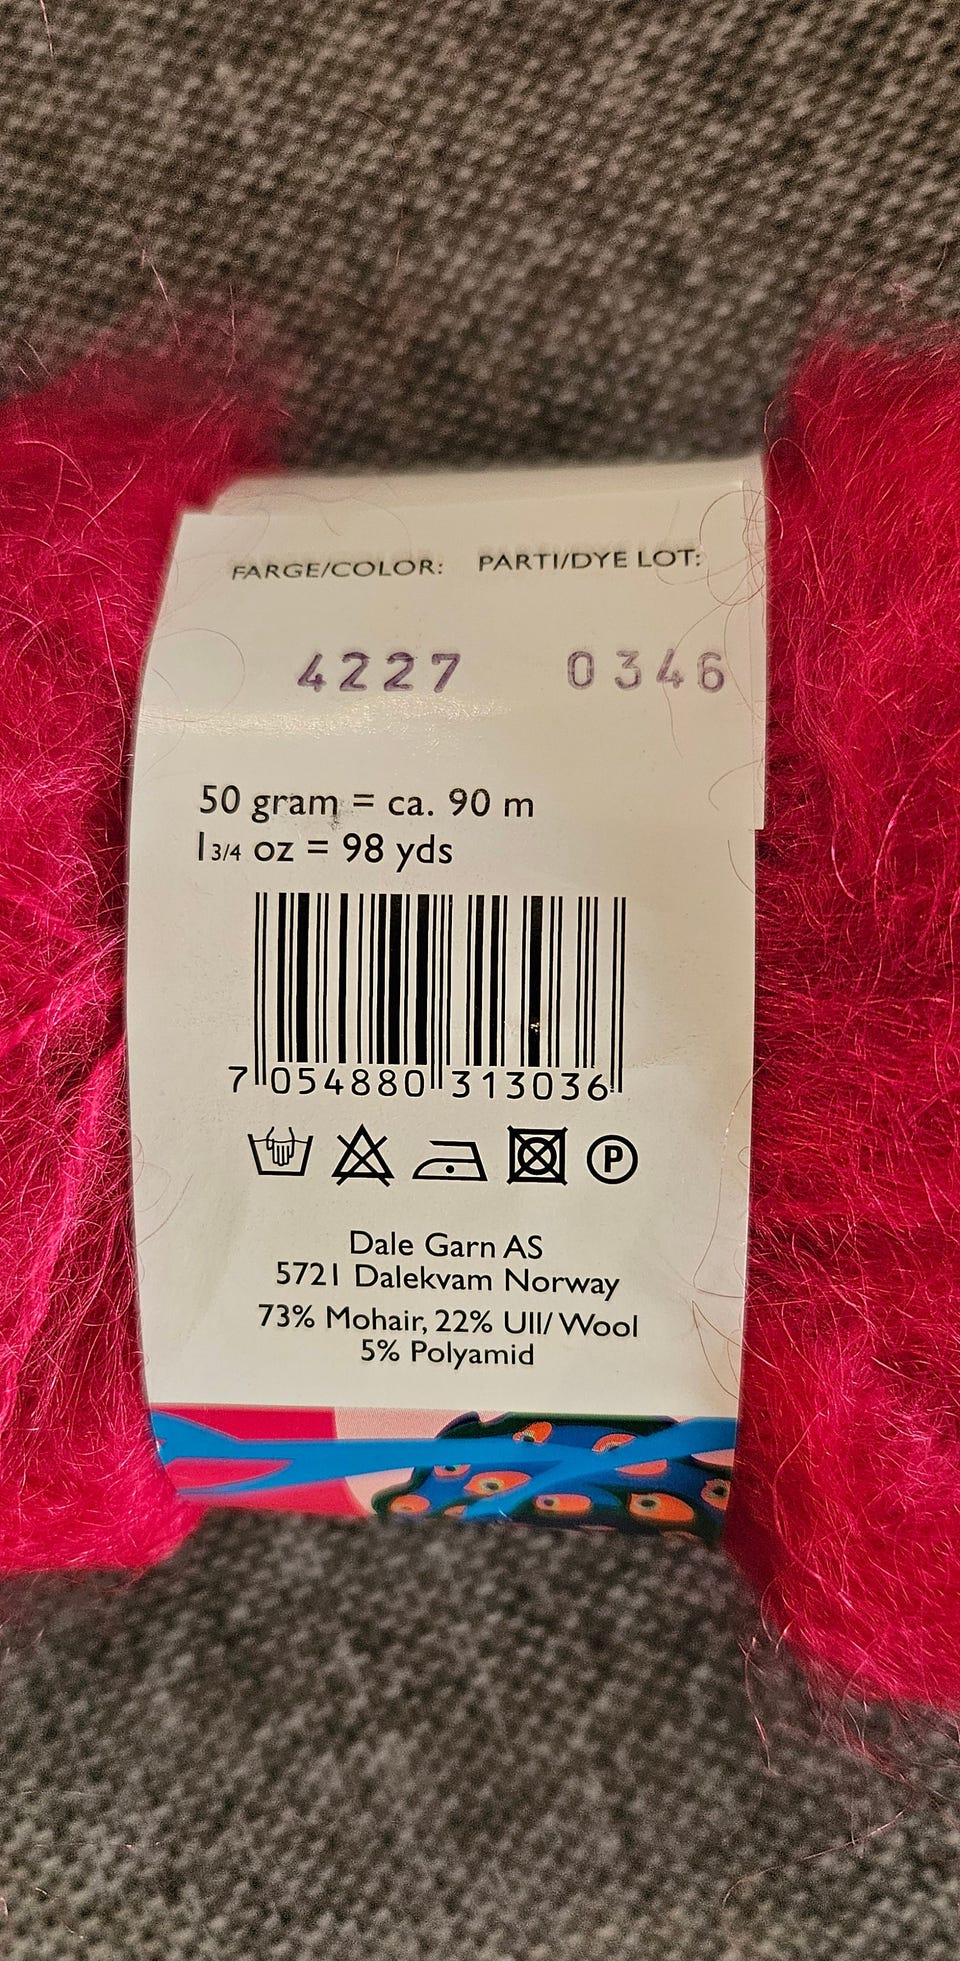 FARGE/COLOR: PARTI/DYE LOT:
4227 0346
50 gram = ca. 90 m
1 3/4 oz = 98 yds
7 054880 313036
P
Dale Garn AS
5721 Dalekvam Norway
73% Mohair, 22% Ull/Wool
5% Polyamid